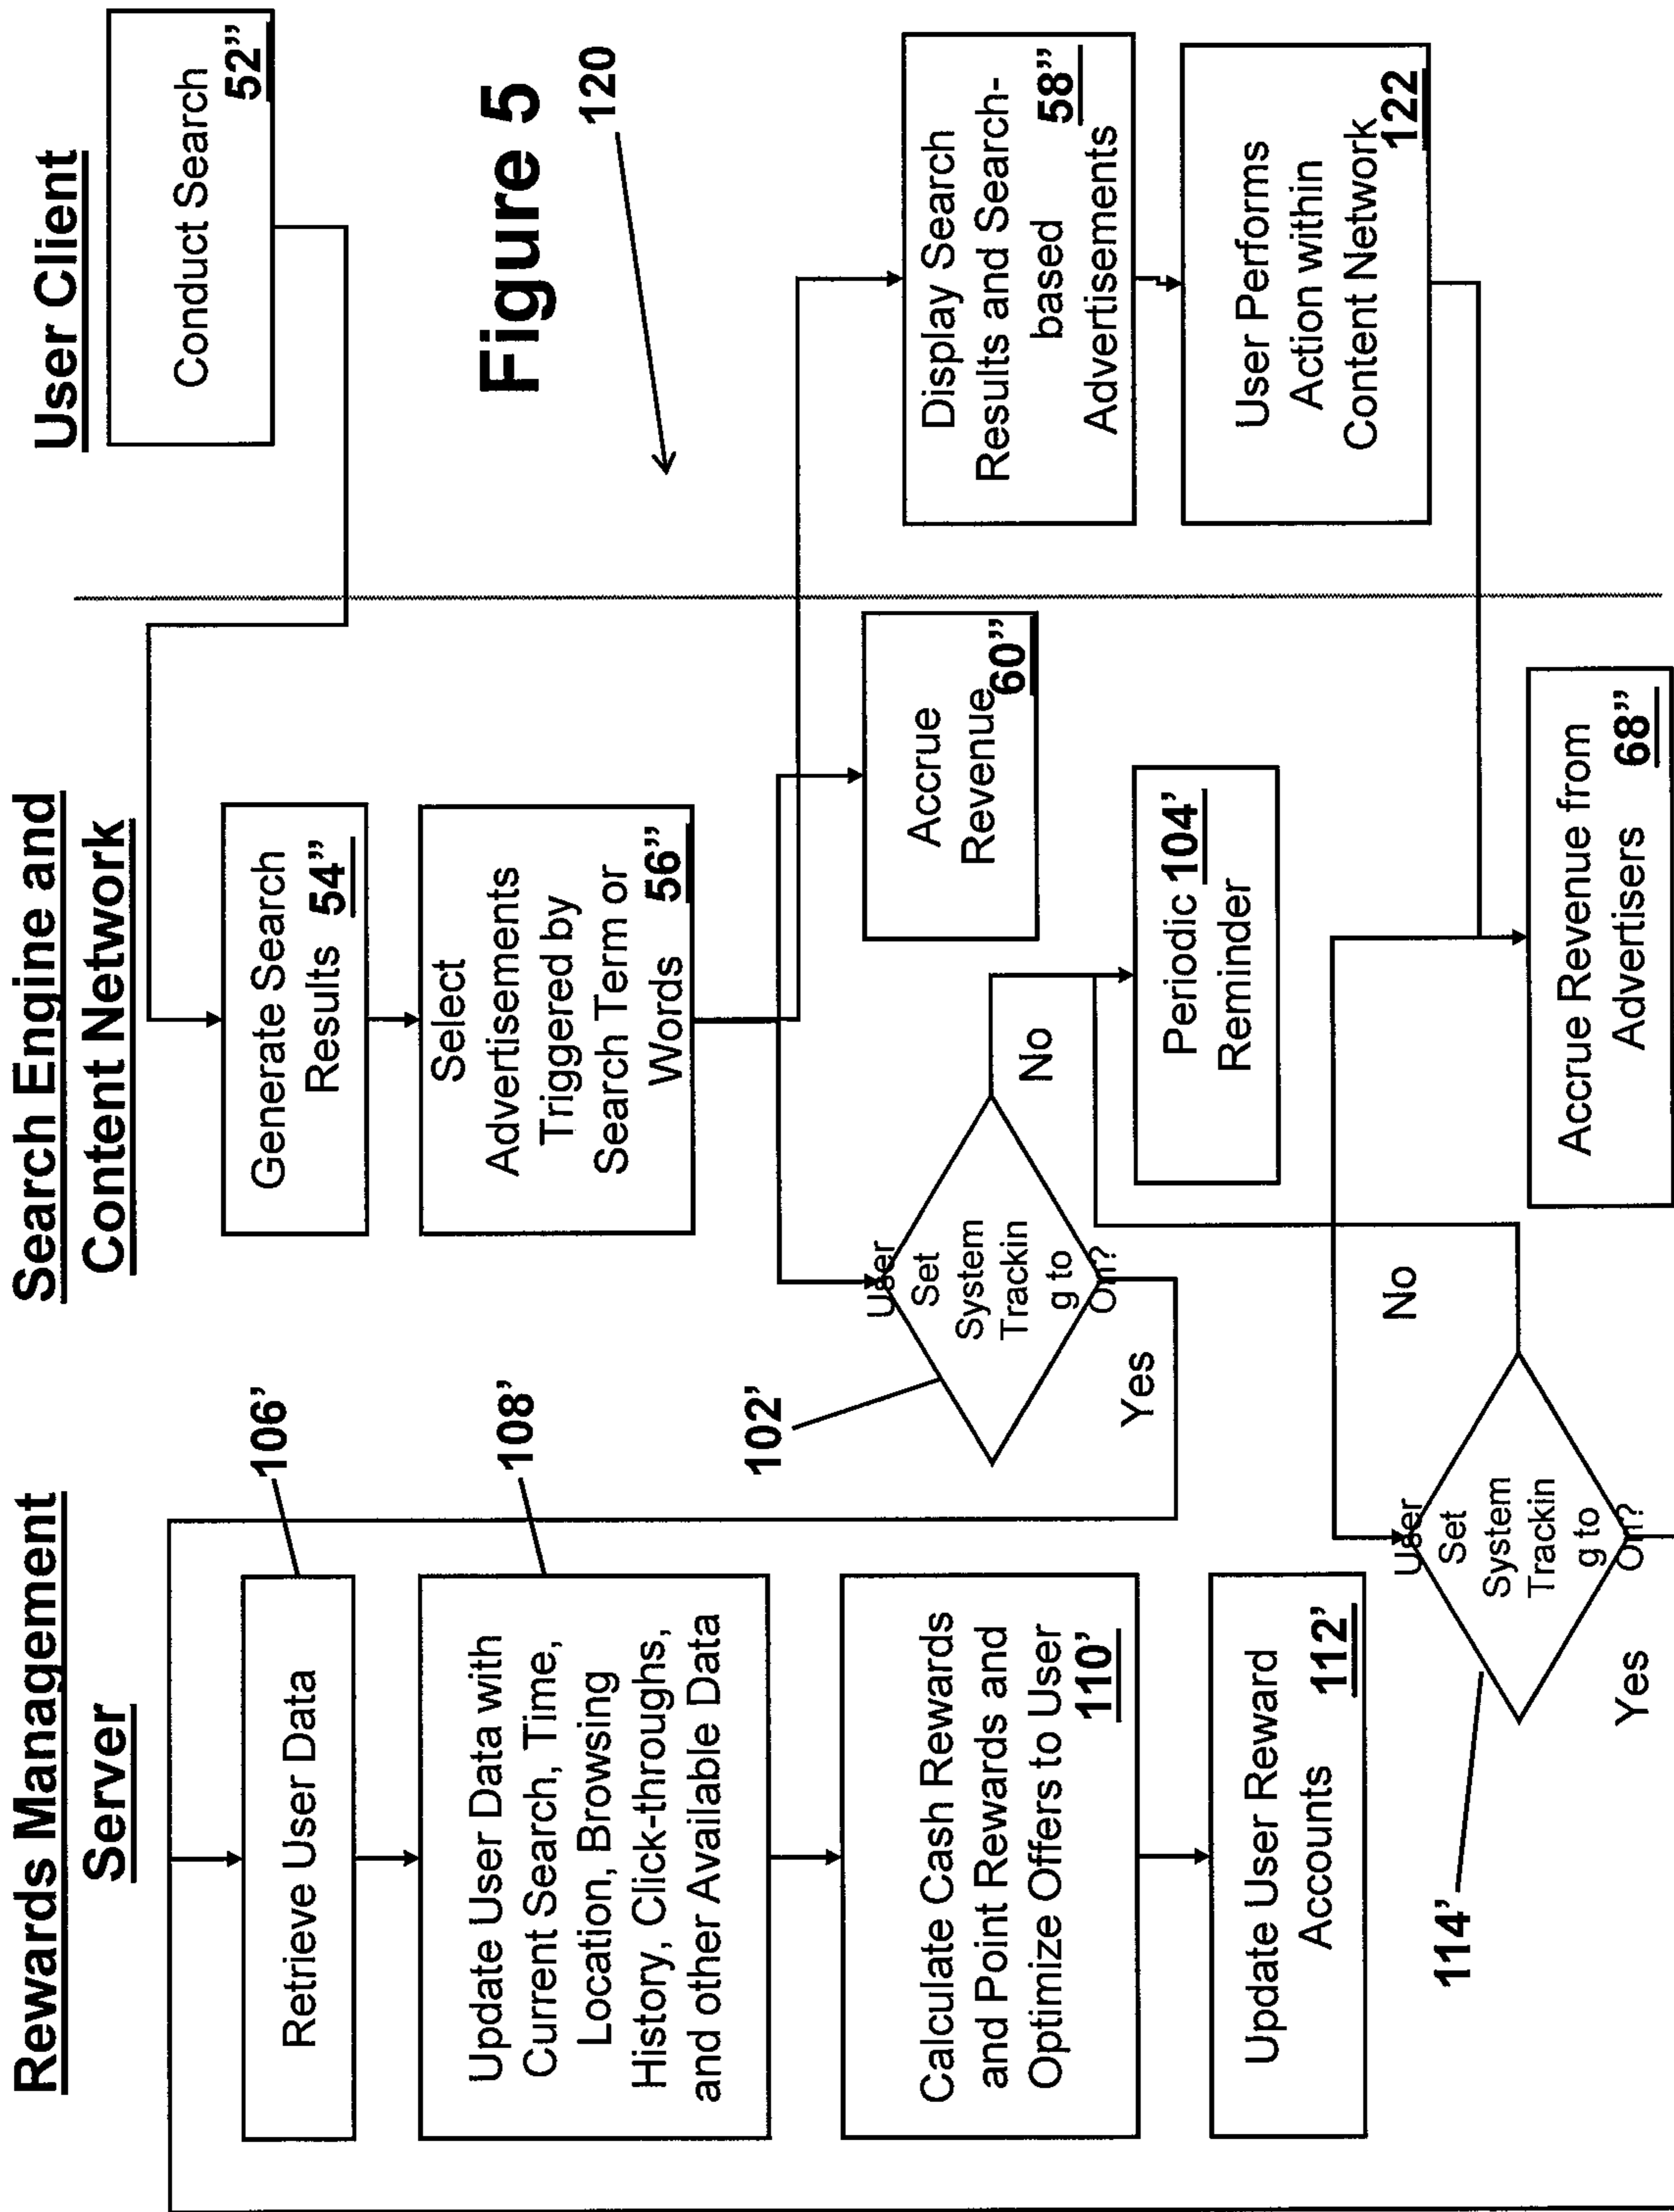 Rewards Management
Server
Search Engine and
Content Network
User Client
Conduct Search
52”
Figure 5
120
Generate Search
Results 54”
Select
Advertisements
Triggered by
Search Term or
Words 56”
Accrue
Revenue
60”
Display Search
Results and Search-
based 58”
Advertisements
User Performs
Action within
Content Network
122
User
Set
System
Trackin
g to
On?
102’
No
Yes
Periodic 104’
Reminder
Retrieve User Data
106’
Update User Data with
Current Search, Time,
Location, Browsing
History, Click-throughs,
and other Available Data
108’
Calculate Cash Rewards
and Point Rewards and
Optimize Offers to User
110’
Update User Reward
Accounts 112’
User
Set
System
Trackin
g to
On?
114’
No
Yes
Accrue Revenue from
Advertisers 68”